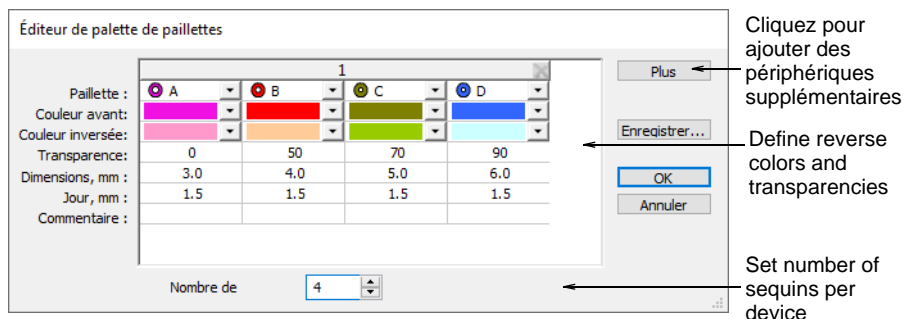 Éditeur de palette de paillettes
1
Paillette : A B C D
Couleur avant:
Couleur inversée:
Transparence: 0 50 70 90
Dimensions, mm : 3.0 4.0 5.0 6.0
Jour, mm : 1.5 1.5 1.5 1.5
Commentaire :
Nombre de 4
Plus
Enregistrer...
OK
Annuler
Cliquez pour
ajouter des
périphériques
supplémentaires
Define reverse
colors and
transparencies
Set number of
sequins per
device